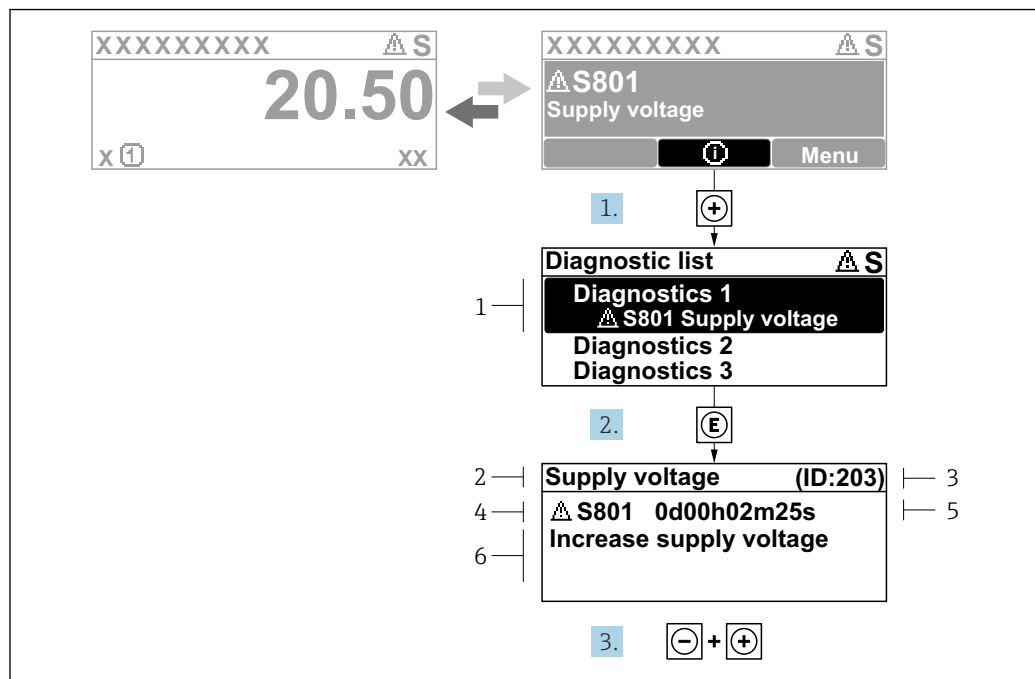 XXXXXXXXX ⚠ S
20.50
X 1 XX
XXXXXXXXX ⚠ S
⚠ S801
Supply voltage
i Menu
1. +
Diagnostic list ⚠ S
1
Diagnostics 1
⚠ S801 Supply voltage
Diagnostics 2
Diagnostics 3
2. E
2 Supply voltage (ID:203) 3
4 ⚠ S801 0d00h02m25s 5
6 Increase supply voltage
3. - + +